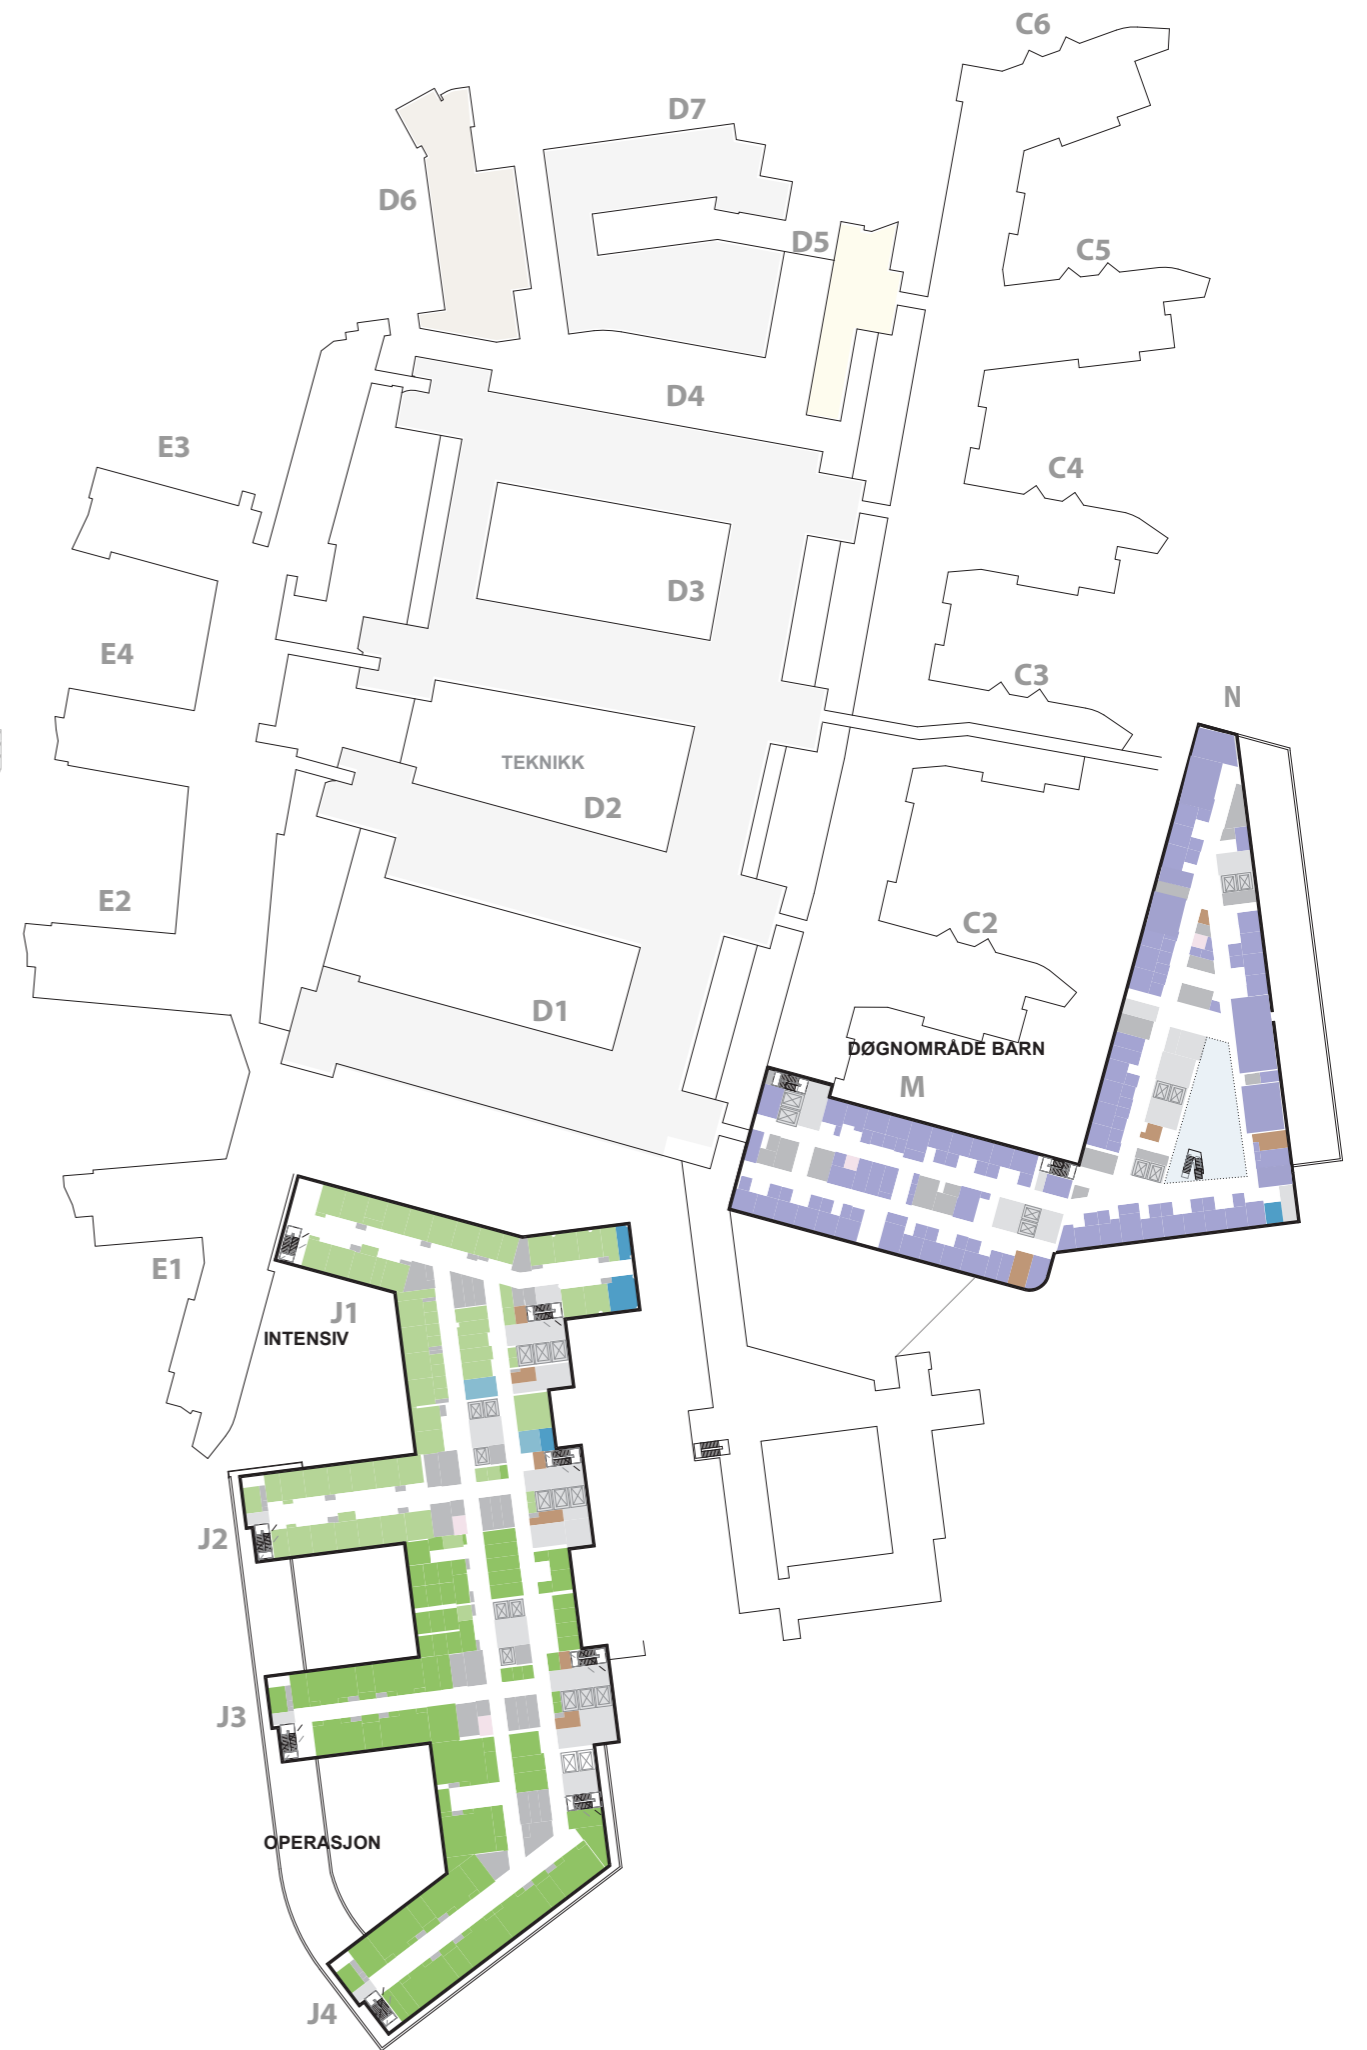 C6
D7
D6
D5
C5
D4
E3
C4
D3
E4
C3
N
TEKNIKK
D2
E2
C2
D1
DØGNOMRÅDE BARN
M
E1
J1
INTENSIV
J2
J3
OPERASJON
J4